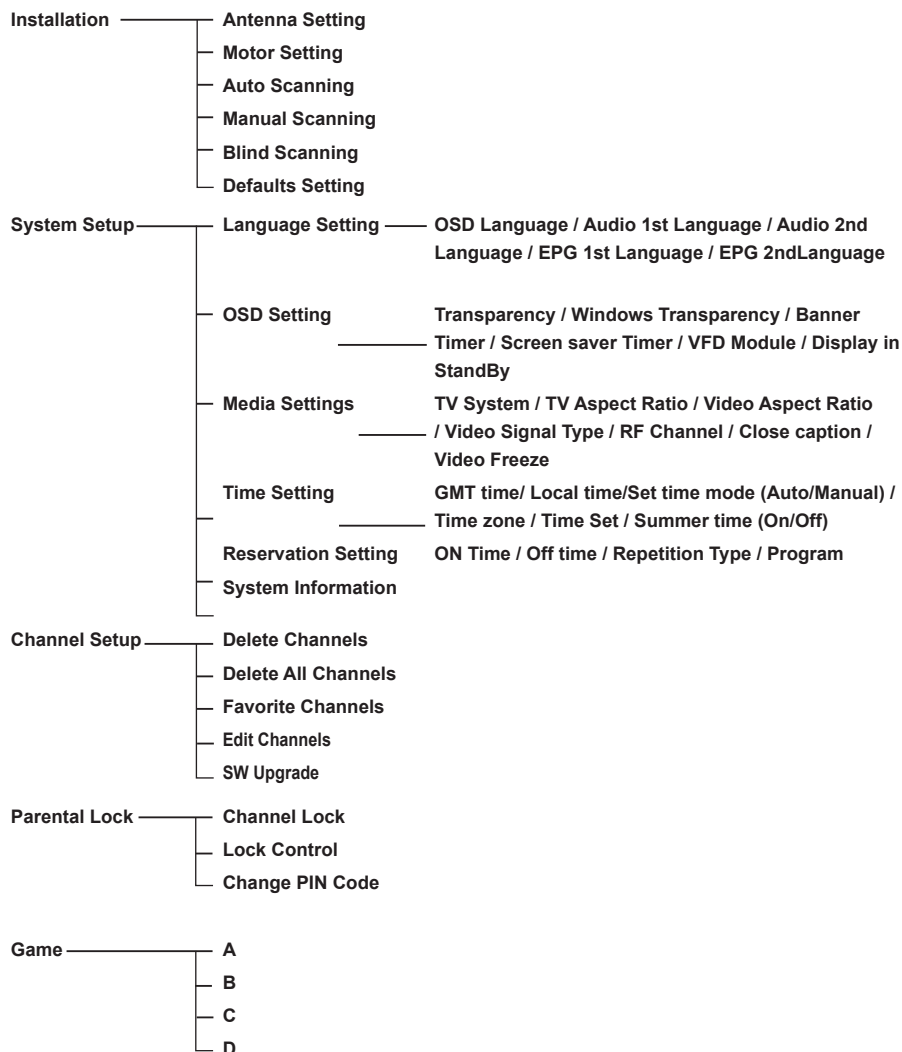 Installation Antenna Setting
Motor Setting
Auto Scanning
Manual Scanning
Blind Scanning
Defaults Setting
System Setup Language Setting OSD Language / Audio 1st Language / Audio 2nd
Language / EPG 1st Language / EPG 2ndLanguage
OSD Setting Transparency / Windows Transparency / Banner
Timer / Screen saver Timer / VFD Module / Display in
StandBy
Media Settings TV System / TV Aspect Ratio / Video Aspect Ratio
/ Video Signal Type / RF Channel / Close caption /
Video Freeze
Time Setting GMT time/ Local time/Set time mode (Auto/Manual) /
Time zone / Time Set / Summer time (On/Off)
Reservation Setting ON Time / Off time / Repetition Type / Program
System Information
Channel Setup Delete Channels
Delete All Channels
Favorite Channels
Edit Channels
SW Upgrade
Parental Lock Channel Lock
Lock Control
Change PIN Code
Game A
B
C
D